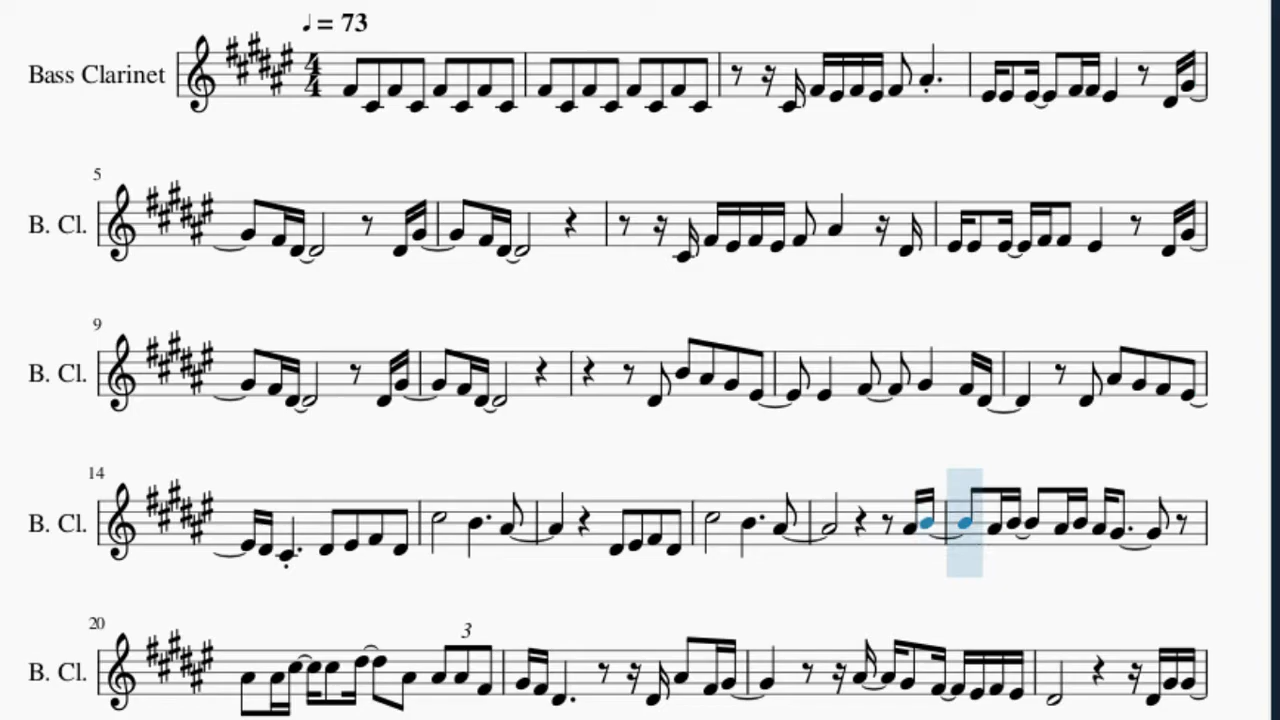 ♩ = 73
Bass Clarinet
4
4
5
B. Cl.
9
B. Cl.
14
B. Cl.
20
3
B. Cl.